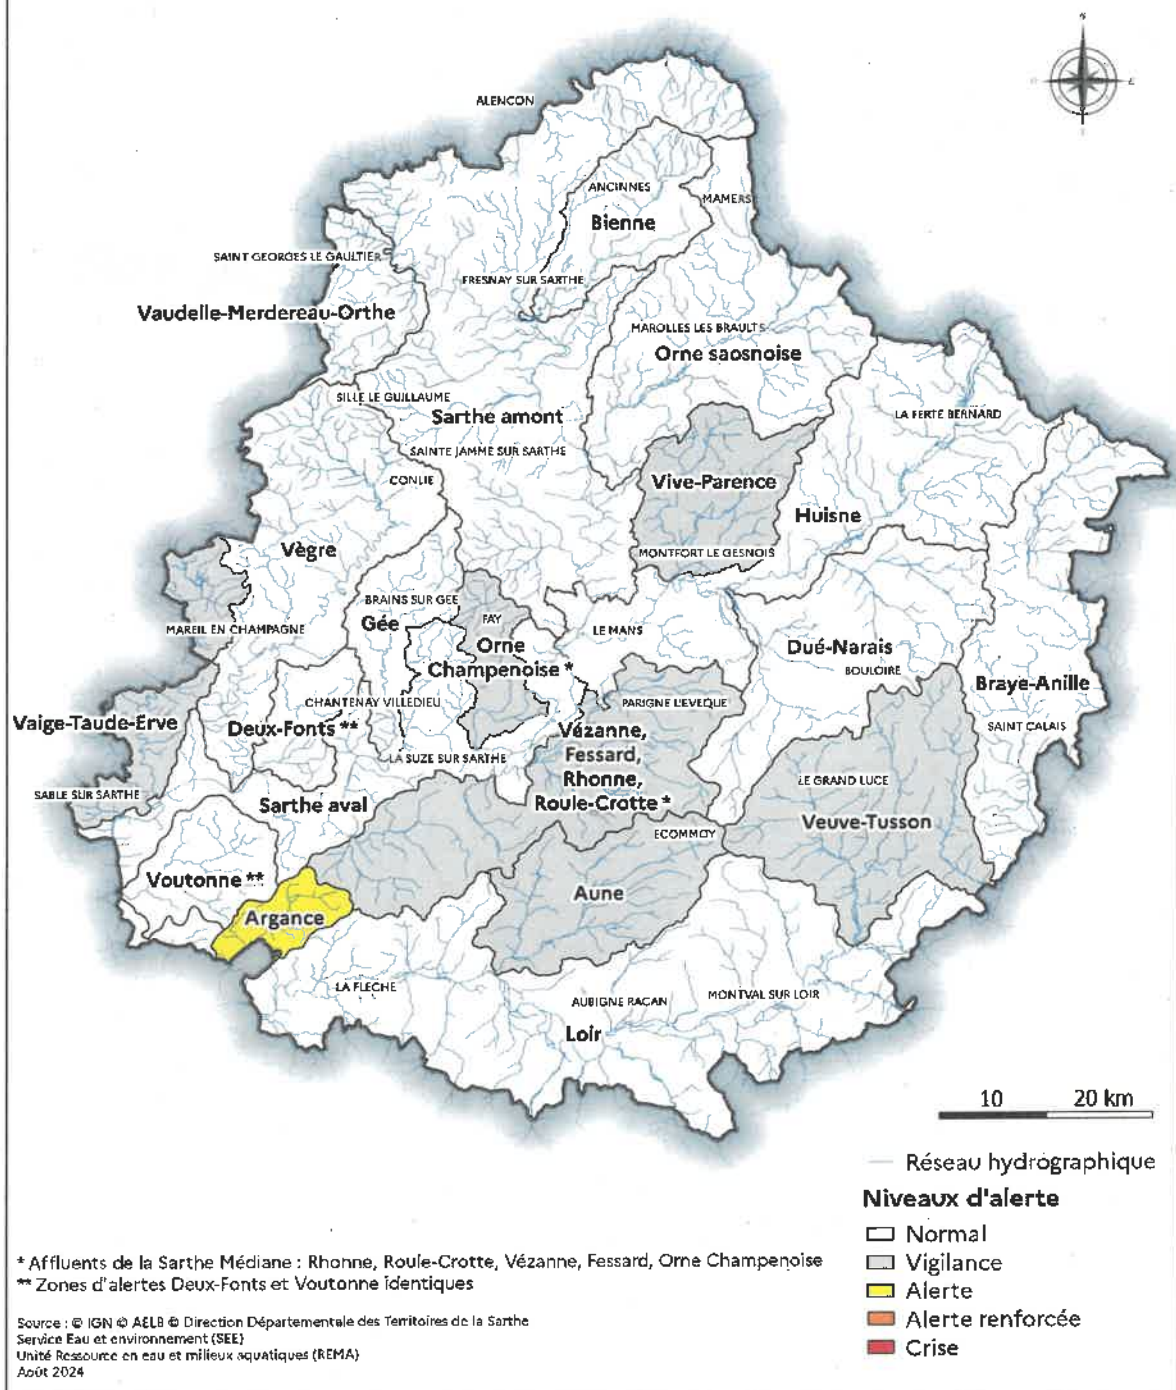 N
E
ALENCON
ANCINNES
MAMERS
Bienne
SAINT GEORGES LE GAULTIER
FRESNAY SUR SARTHE
Vaudelle-Merdereau-Orthe
MAROLLES LES BRAULTS
Orne saosnoise
SILLE LE GUILLAUME
Sarthe amont
LA FERTE BERNARD
SAINTE JAMME SUR SARTHE
CONLIE
Vive-Parence
Huisne
Vègre
MONTFORT LE GESNOIS
BRAINS SUR GEE
Gée
FAY
LE MANS
MAREIL EN CHAMPAGNE
Orne
Champenoise *
Dué-Narais
BOULOIRE
Braye-Anille
CHANTENAY VILLEDIEU
PARIGNE L'EVEQUE
Vaige-Taude-Erve
Deux-Fonts **
SAINT CALAIS
Vézanne,
Fessard,
Rhonne,
Roule-Crotte *
LA SUZE SUR SARTHE
LE GRAND LUCE
SABLE SUR SARTHE
Sarthe aval
Veuve-Tusson
ECOMMOY
Voutonne **
Aune
Argance
LA FLECHE
AUBIGNE RACAN
MONTVAL SUR LOIR
Loir
10 20 km
Réseau hydrographique
Niveaux d'alerte
Normal
Vigilance
Alerte
Alerte renforcée
Crise
* Affluents de la Sarthe Médiane : Rhonne, Roule-Crotte, Vézanne, Fessard, Orne Champenoise
** Zones d'alertes Deux-Fonts et Voutonne identiques
Source : © IGN © AELB © Direction Départementale des Territoires de la Sarthe
Service Eau et environnement (SEE)
Unité Ressource en eau et milieux aquatiques (REMA)
Août 2024